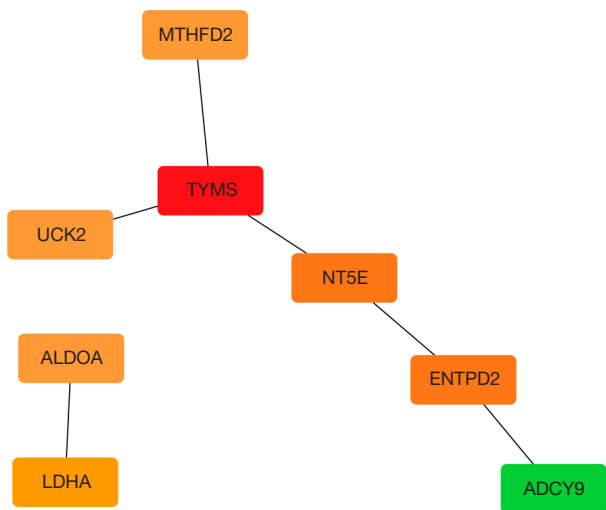 MTHFD2
TYMS
UCK2
NT5E
ALDOA
ENTPD2
LDHA
ADCY9